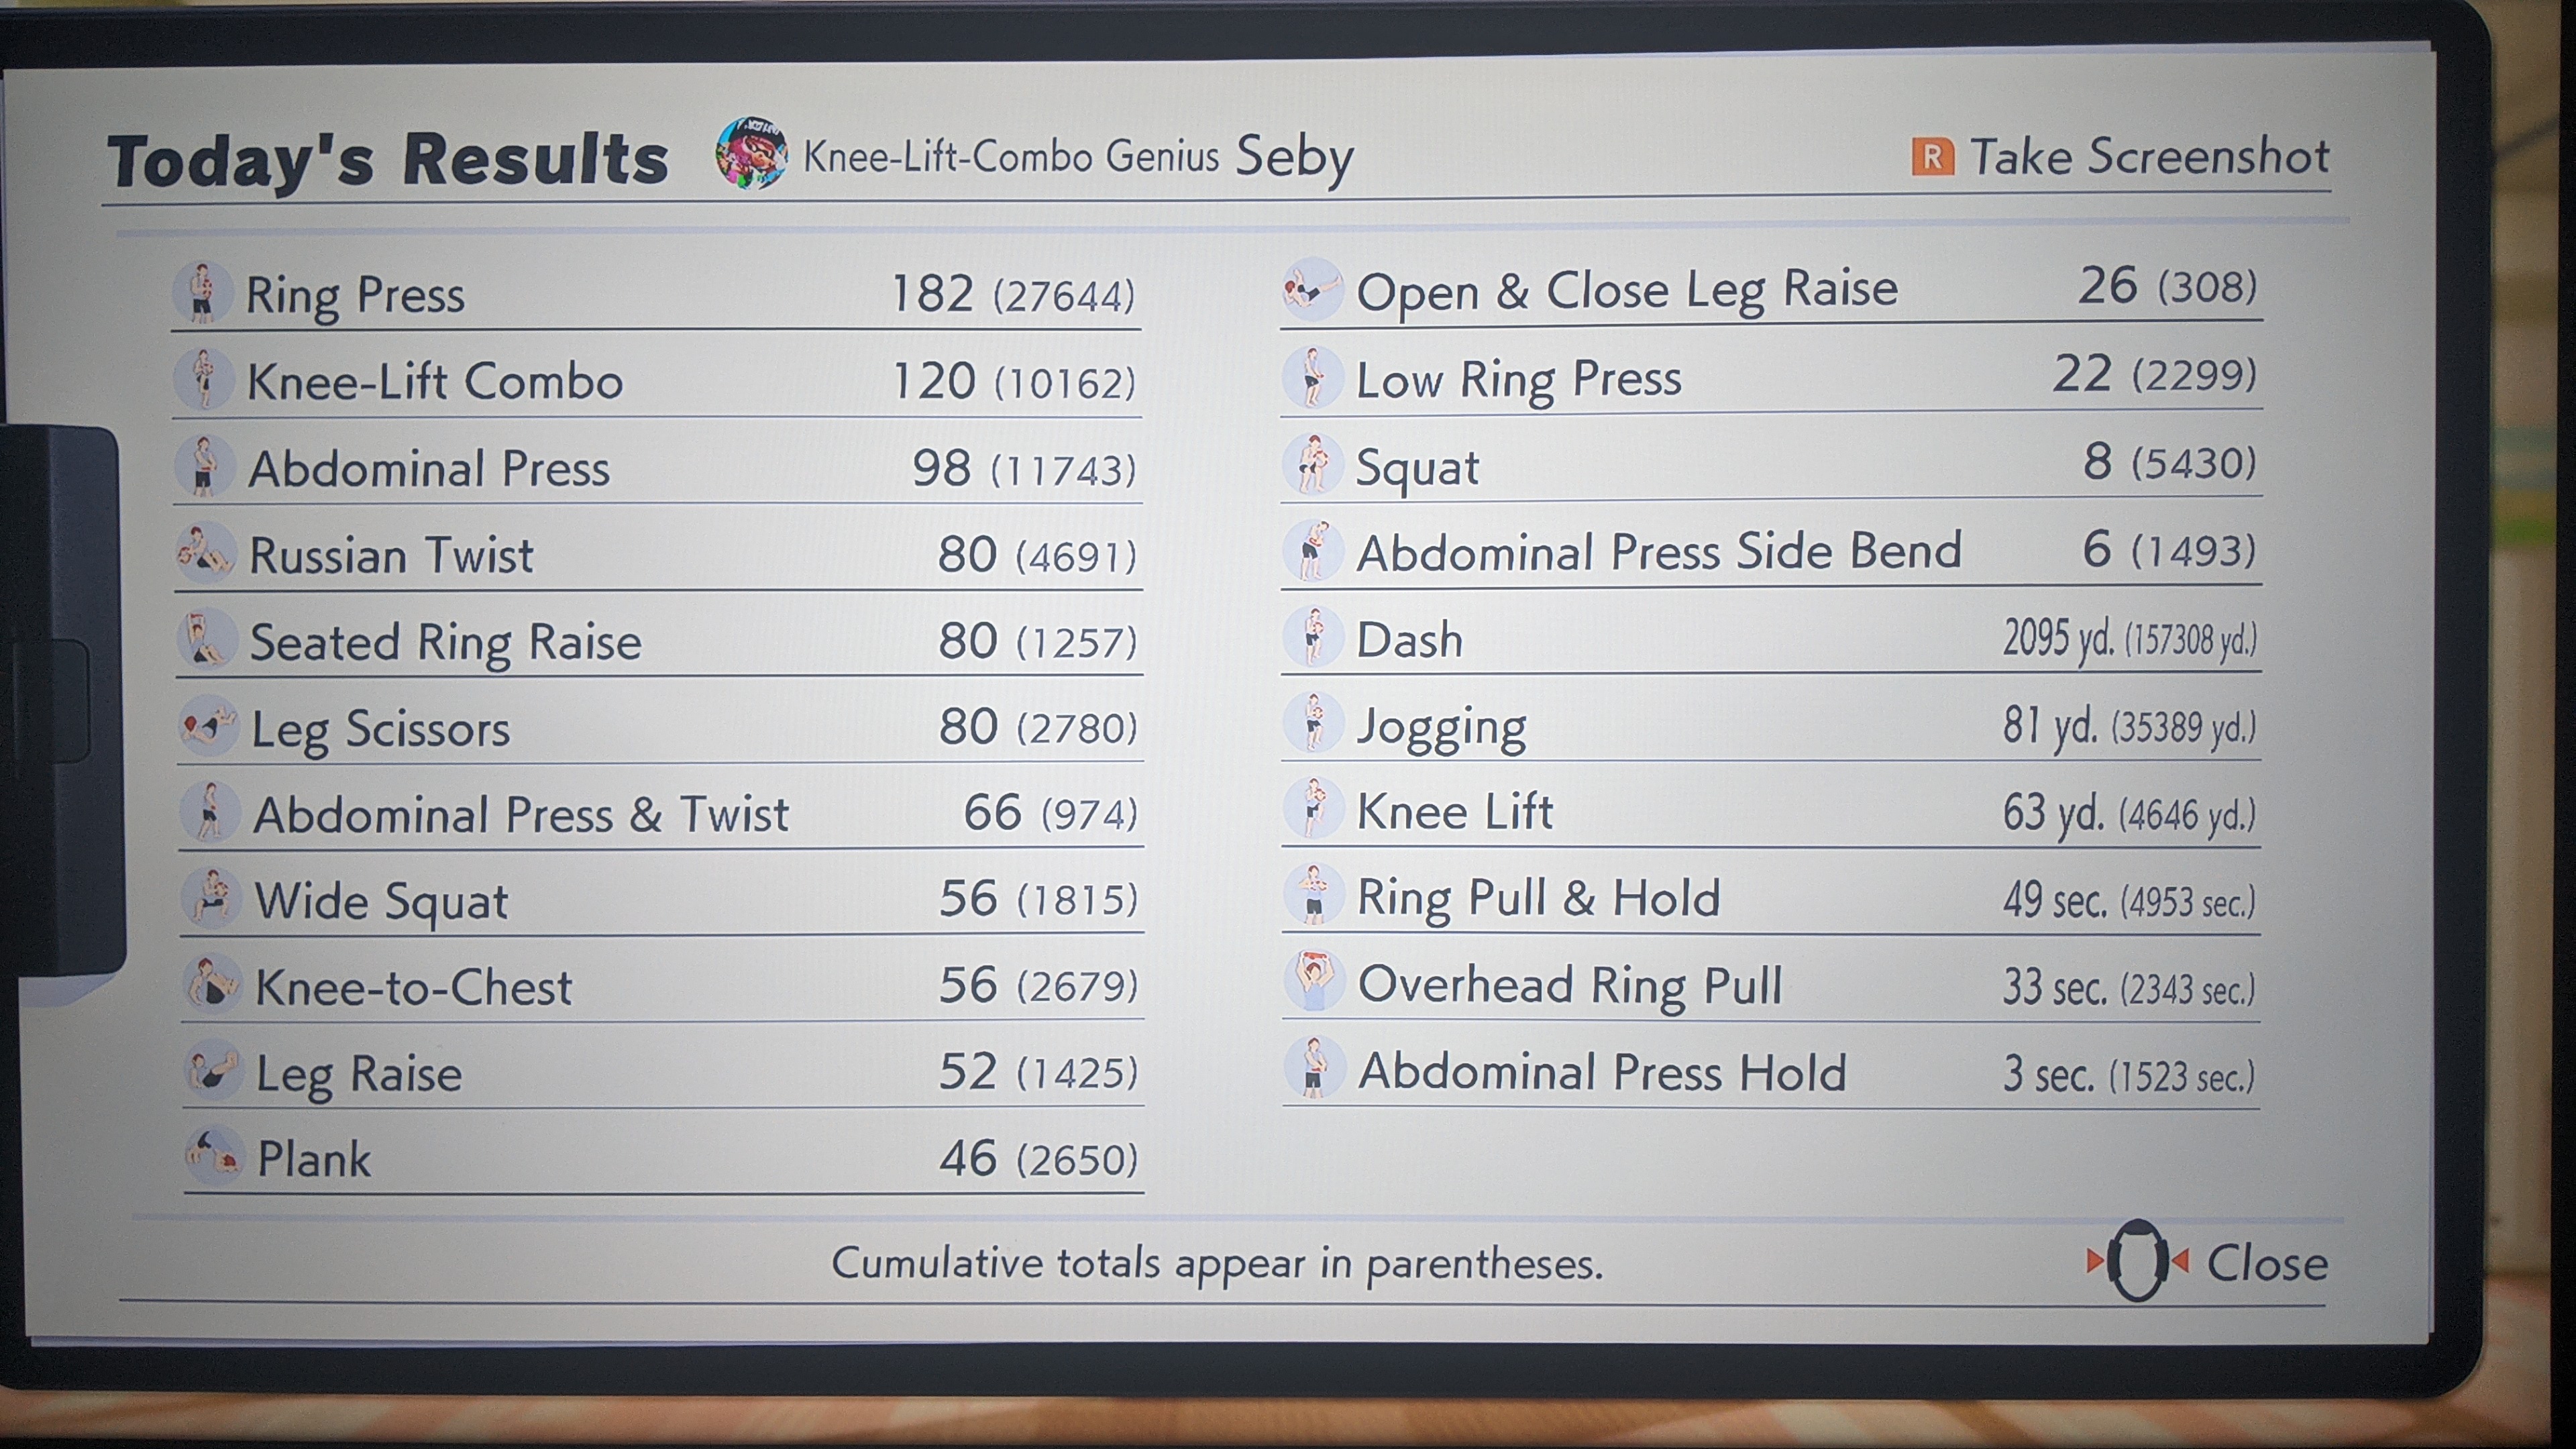 Today's Results Knee-Lift-Combo Genius Seby R Take Screenshot
Ring Press 182 (27644)
Knee-Lift Combo 120 (10162)
Abdominal Press 98 (11743)
Russian Twist 80 (4691)
Seated Ring Raise 80 (1257)
Leg Scissors 80 (2780)
Abdominal Press & Twist 66 (974)
Wide Squat 56 (1815)
Knee-to-Chest 56 (2679)
Leg Raise 52 (1425)
Plank 46 (2650)
Open & Close Leg Raise 26 (308)
Low Ring Press 22 (2299)
Squat 8 (5430)
Abdominal Press Side Bend 6 (1493)
Dash 2095 yd. (157308 yd.)
Jogging 81 yd. (35389 yd.)
Knee Lift 63 yd. (4646 yd.)
Ring Pull & Hold 49 sec. (4953 sec.)
Overhead Ring Pull 33 sec. (2343 sec.)
Abdominal Press Hold 3 sec. (1523 sec.)
Cumulative totals appear in parentheses.
Close